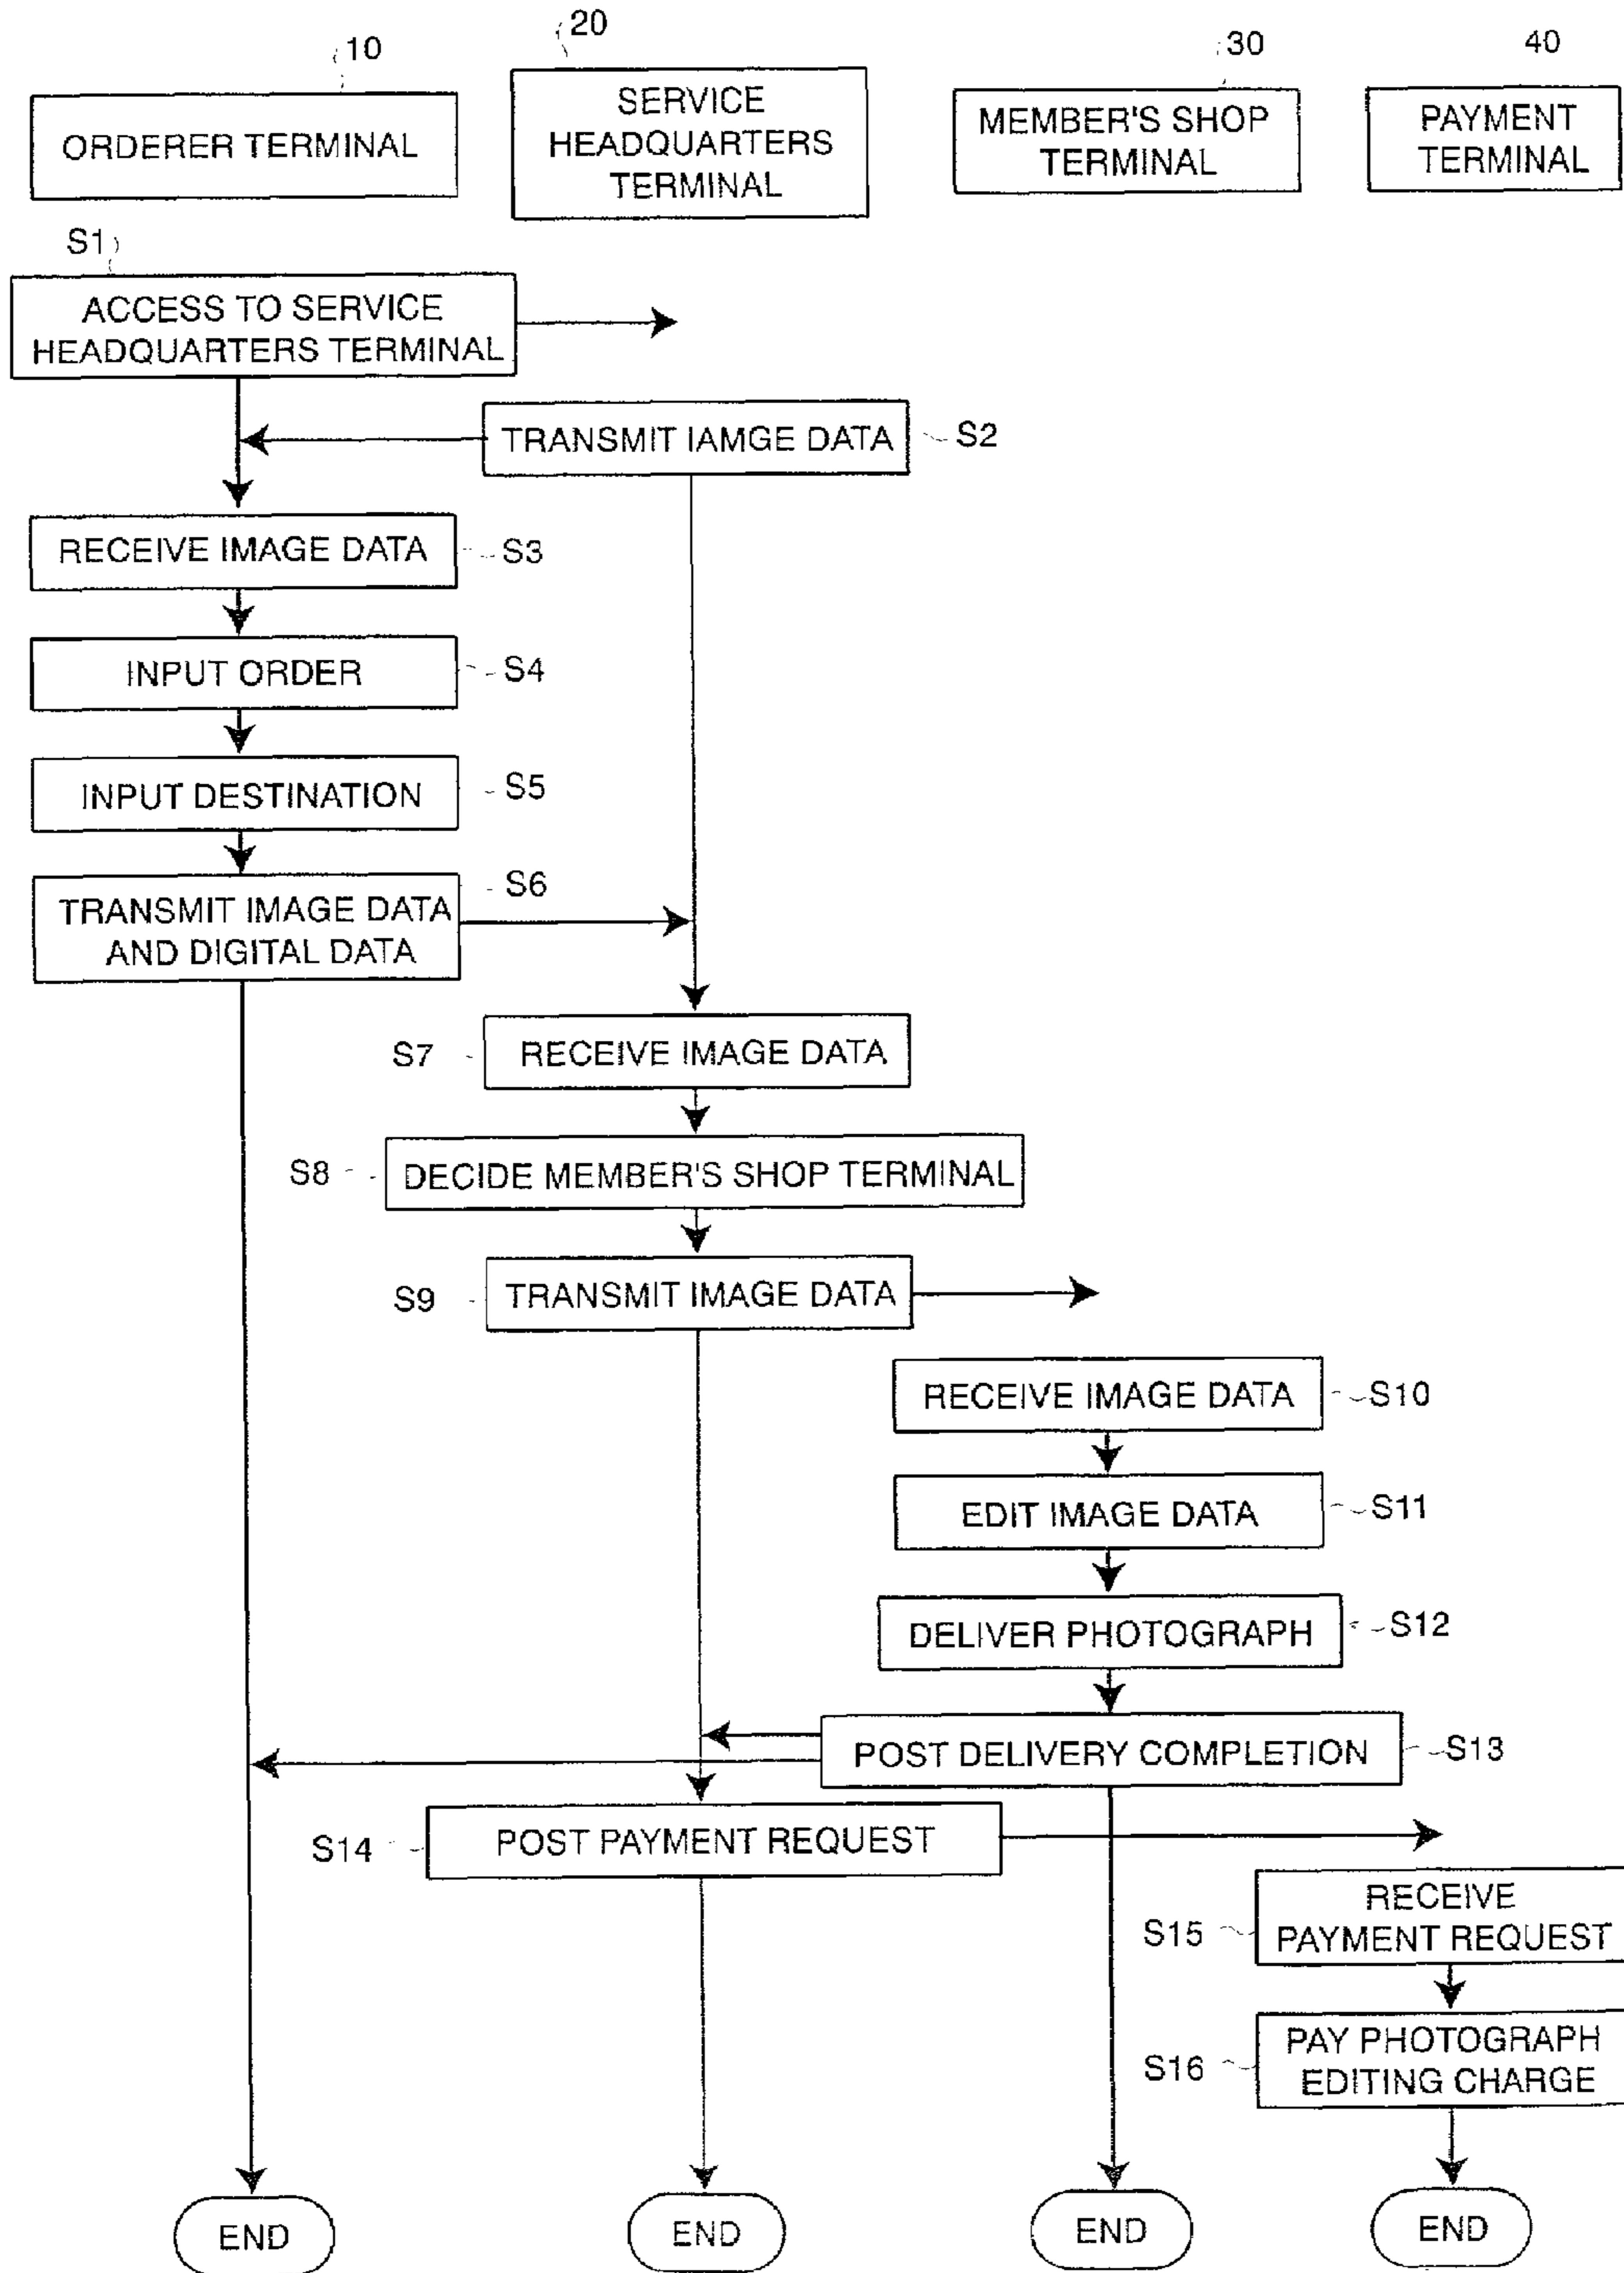 10
20
30
40
ORDERER TERMINAL
SERVICE
HEADQUARTERS
TERMINAL
MEMBER'S SHOP
TERMINAL
PAYMENT
TERMINAL
S1
ACCESS TO SERVICE
HEADQUARTERS TERMINAL
TRANSMIT IAMGE DATA
S2
RECEIVE IMAGE DATA
S3
INPUT ORDER
S4
INPUT DESTINATION
S5
TRANSMIT IMAGE DATA
AND DIGITAL DATA
S6
S7
RECEIVE IMAGE DATA
S8
DECIDE MEMBER'S SHOP TERMINAL
S9
TRANSMIT IMAGE DATA
RECEIVE IMAGE DATA
S10
EDIT IMAGE DATA
S11
DELIVER PHOTOGRAPH
S12
POST DELIVERY COMPLETION
S13
S14
POST PAYMENT REQUEST
S15
RECEIVE
PAYMENT REQUEST
S16
PAY PHOTOGRAPH
EDITING CHARGE
END
END
END
END